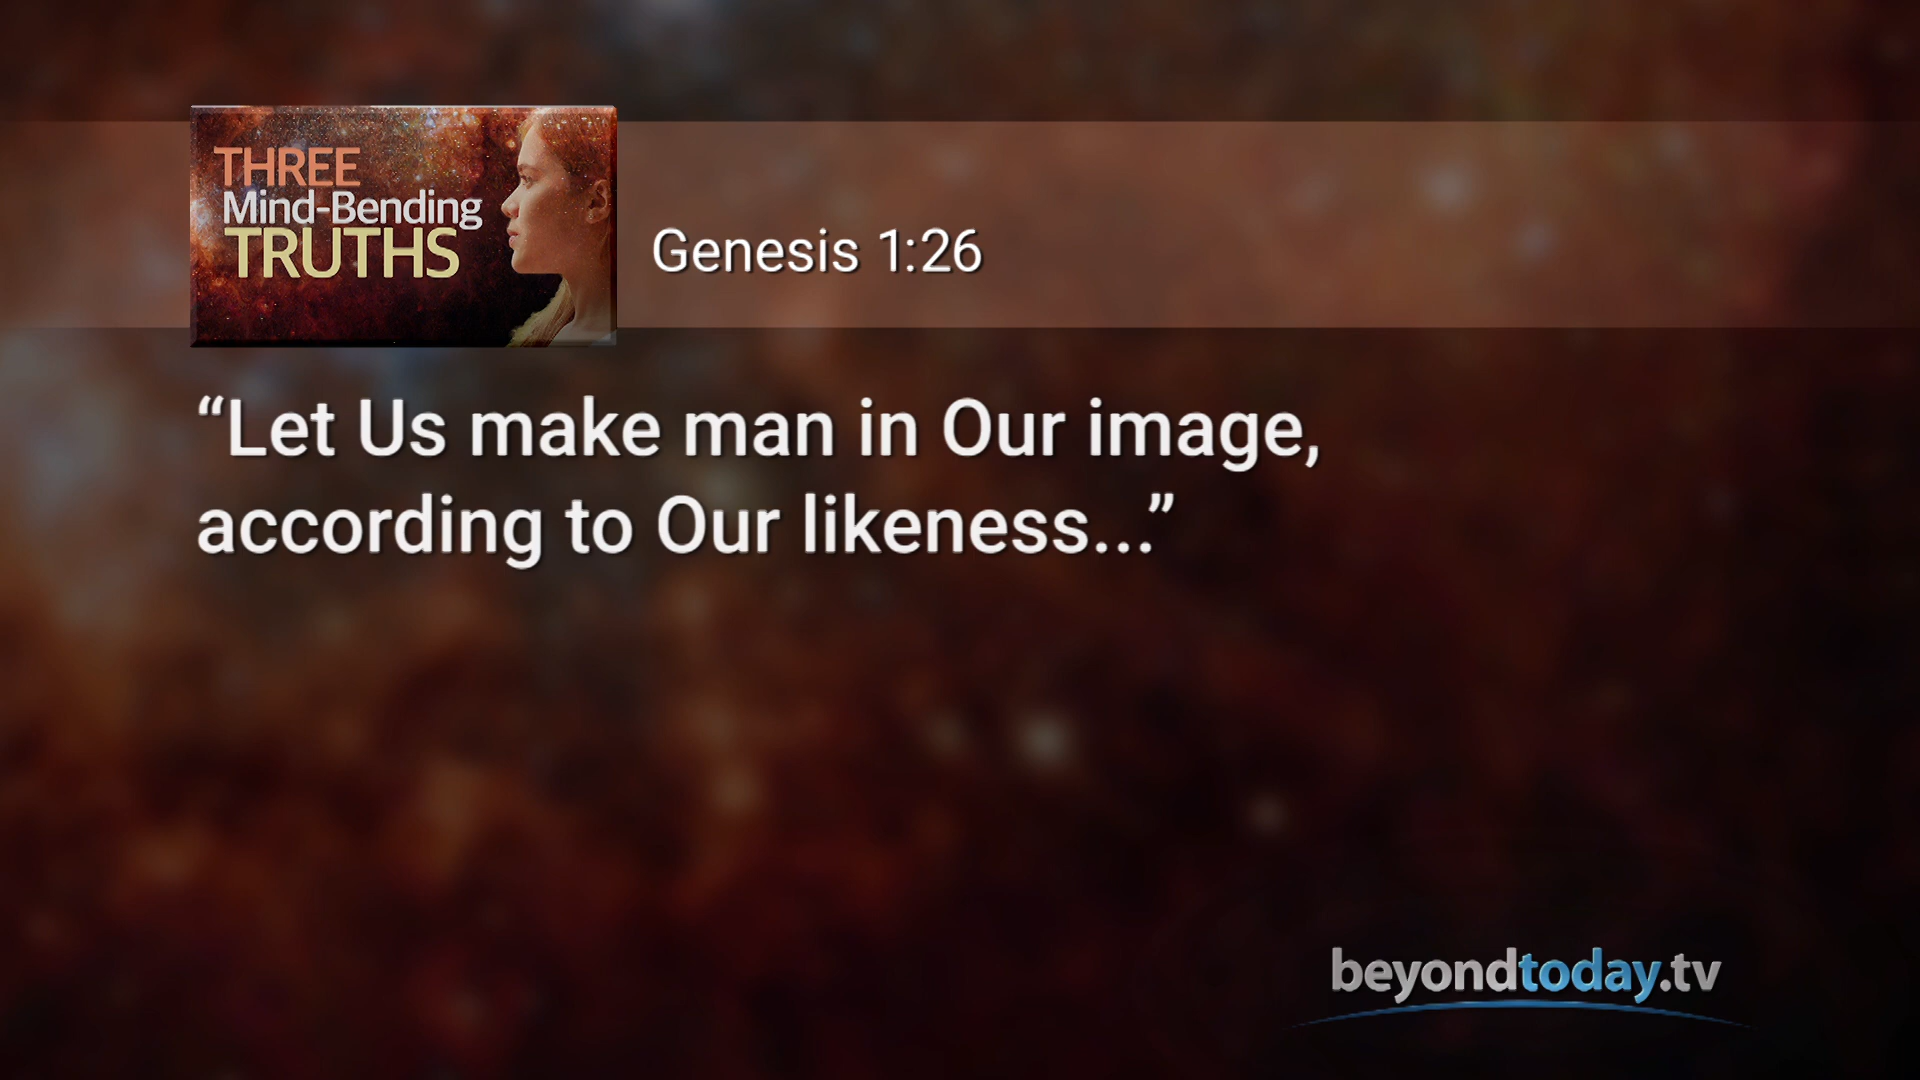 THREE
Mind-Bending
TRUTHS
Genesis 1:26
“Let Us make man in Our image,
according to Our likeness...”
beyondtoday.tv